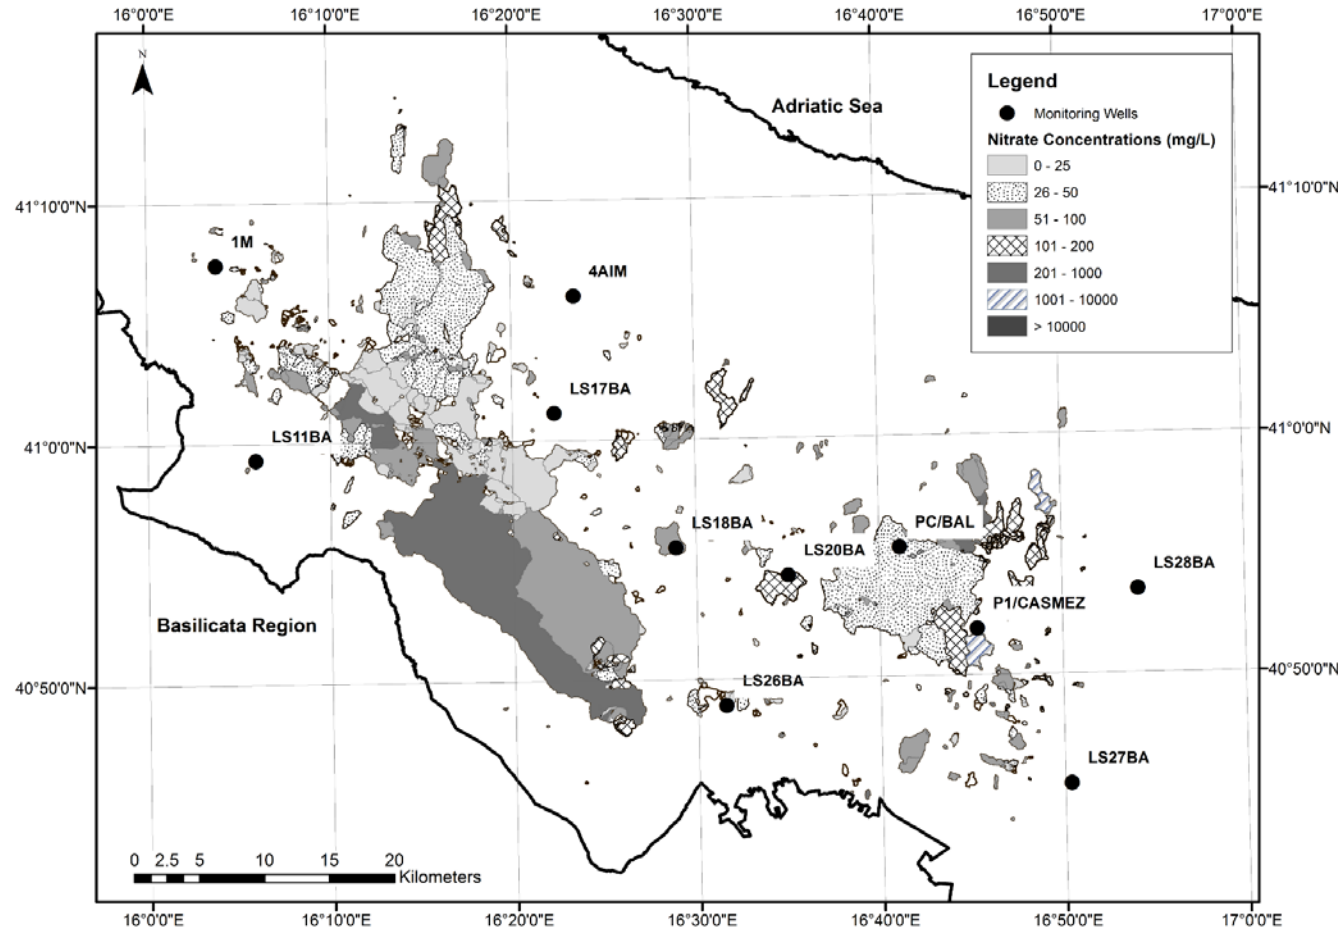 16°0'0"E 16°10'0"E 16°20'0"E 16°30'0"E 16°40'0"E 16°50'0"E 17°0'0"E
N
Adriatic Sea
Legend
Monitoring Wells
Nitrate Concentrations (mg/L)
0 - 25
26 - 50
51 - 100
101 - 200
201 - 1000
1001 - 10000
> 10000
41°10'0"N
41°10'0"N
1M
4AIM
LS17BA
LS11BA
41°0'0"N
41°0'0"N
LS18BA
PC/BAL
LS20BA
LS28BA
P1/CASMEZ
Basilicata Region
40°50'0"N
40°50'0"N
LS26BA
LS27BA
0 2.5 5 10 15 20
Kilometers
16°0'0"E 16°10'0"E 16°20'0"E 16°30'0"E 16°40'0"E 16°50'0"E 17°0'0"E